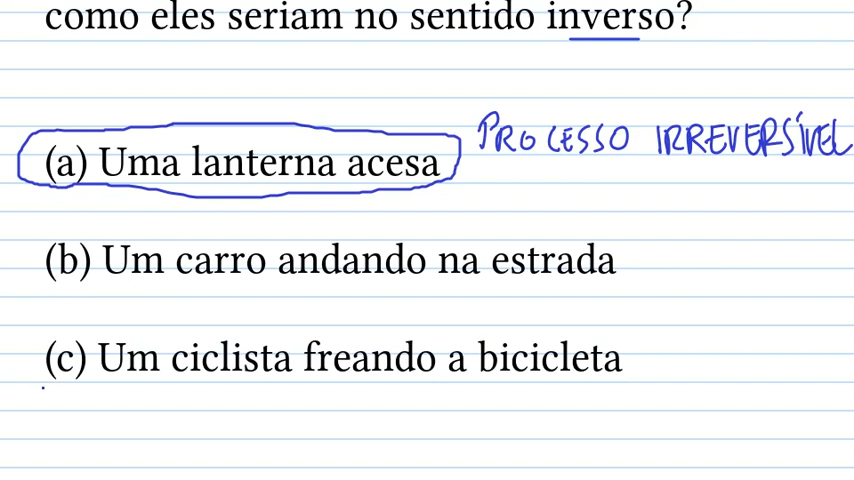 como eles seriam no sentido inverso?
(a) Uma lanterna acesa PROCESSO IRREVERSÍVEL
(b) Um carro andando na estrada
(c) Um ciclista freando a bicicleta